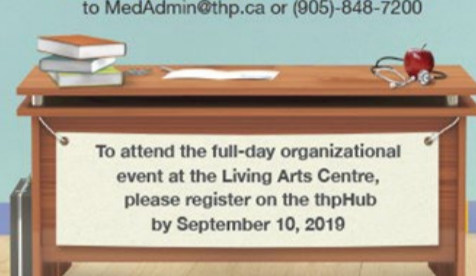 to MedAdmin@thp.ca or (905)-848-7200
To attend the full-day organizational
event at the Living Arts Centre,
please register on the thpHub
by September 10, 2019